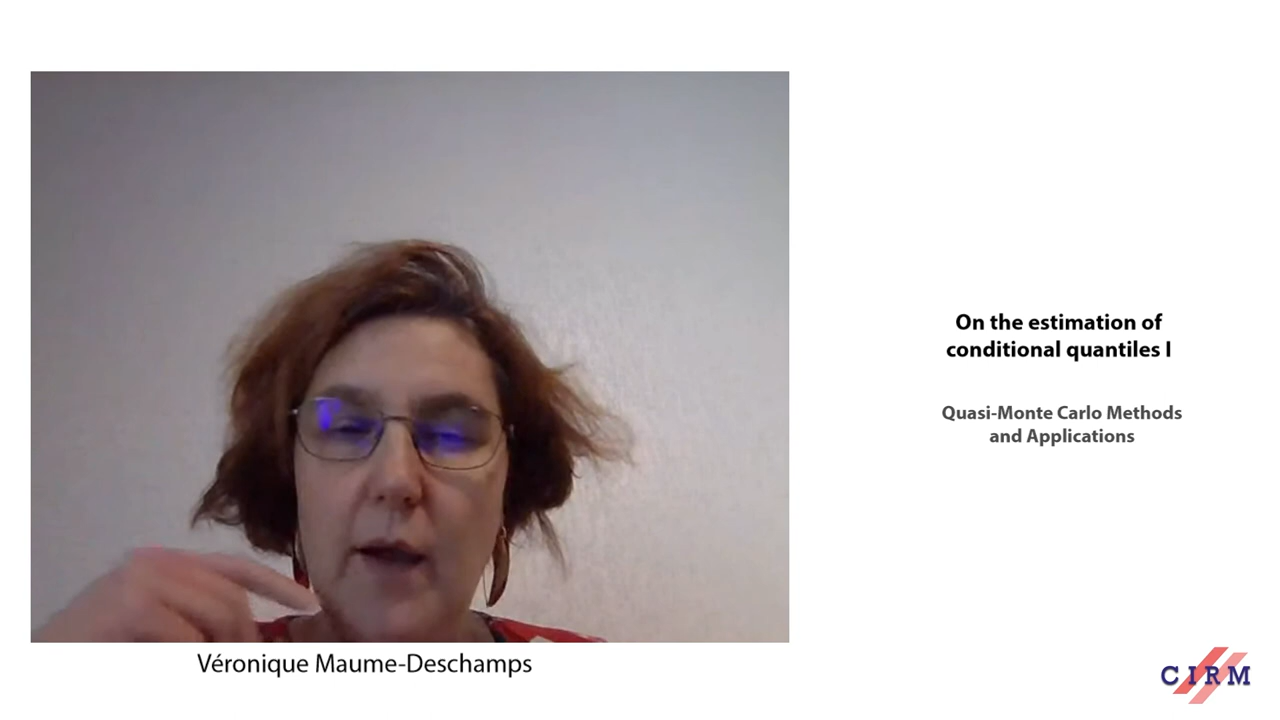 On the estimation of
conditional quantiles I
Quasi-Monte Carlo Methods
and Applications
Véronique Maume-Deschamps
CIRM